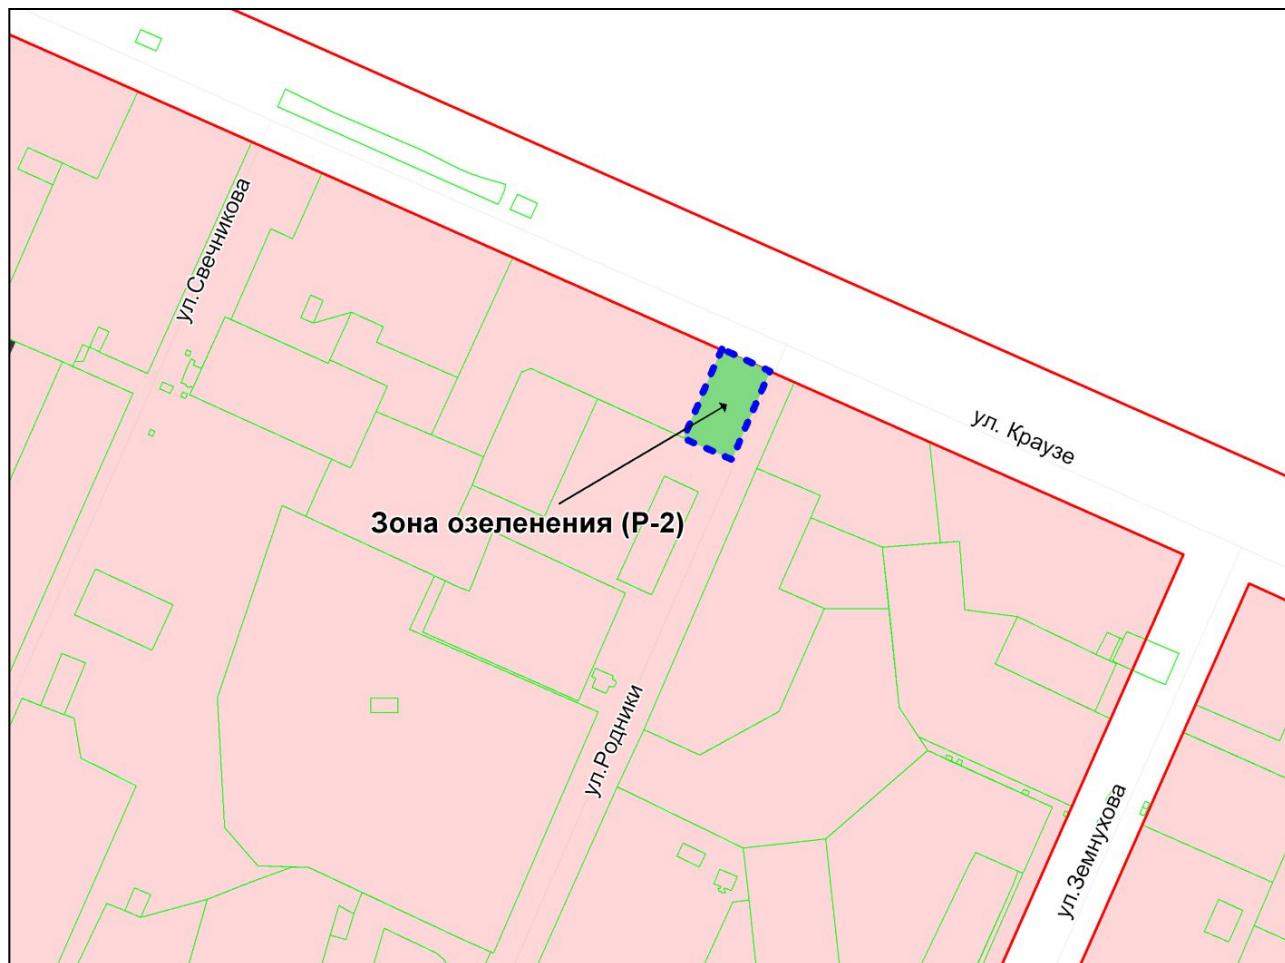 ул.Свечникова
ул. Краузе
Зона озеленения (Р-2)
ул.Родники
ул.Земнухова